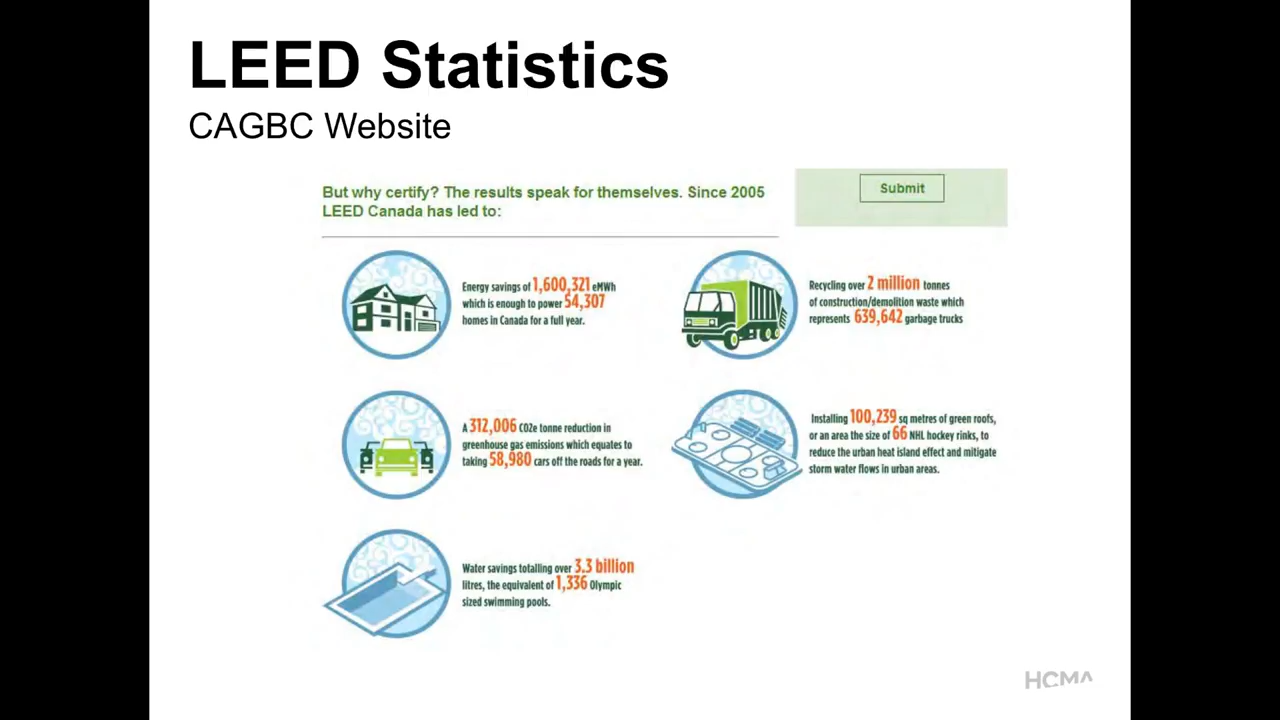 LEED Statistics
CAGBC Website
But why certify? The results speak for themselves. Since 2005
LEED Canada has led to:
Submit
Energy savings of 1,600,321 eMWh
which is enough to power 54,307
homes in Canada for a full year.
Recycling over 2 million tonnes
of construction/demolition waste which
represents 639,642 garbage trucks
A 312,006 CO2e tonne reduction in
greenhouse gas emissions which equates to
taking 58,980 cars off the roads for a year.
Installing 100,239 sq metres of green roofs,
or an area the size of 66 NHL hockey rinks, to
reduce the urban heat island effect and mitigate
storm water flows in urban areas.
Water savings totalling over 3.3 billion
litres, the equivalent of 1,336 Olympic
sized swimming pools.
HCMA